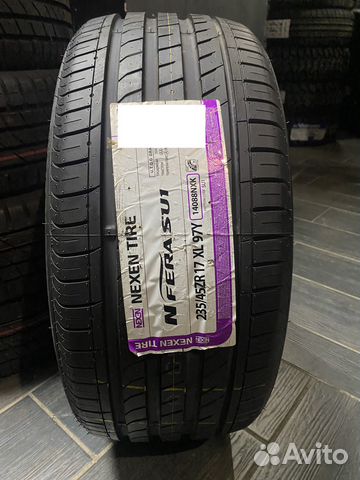 NEXEN TIRE
N'FERA SU1
235/45ZR17 XL 97Y
14088NXK
NEXEN TIRE
Avito